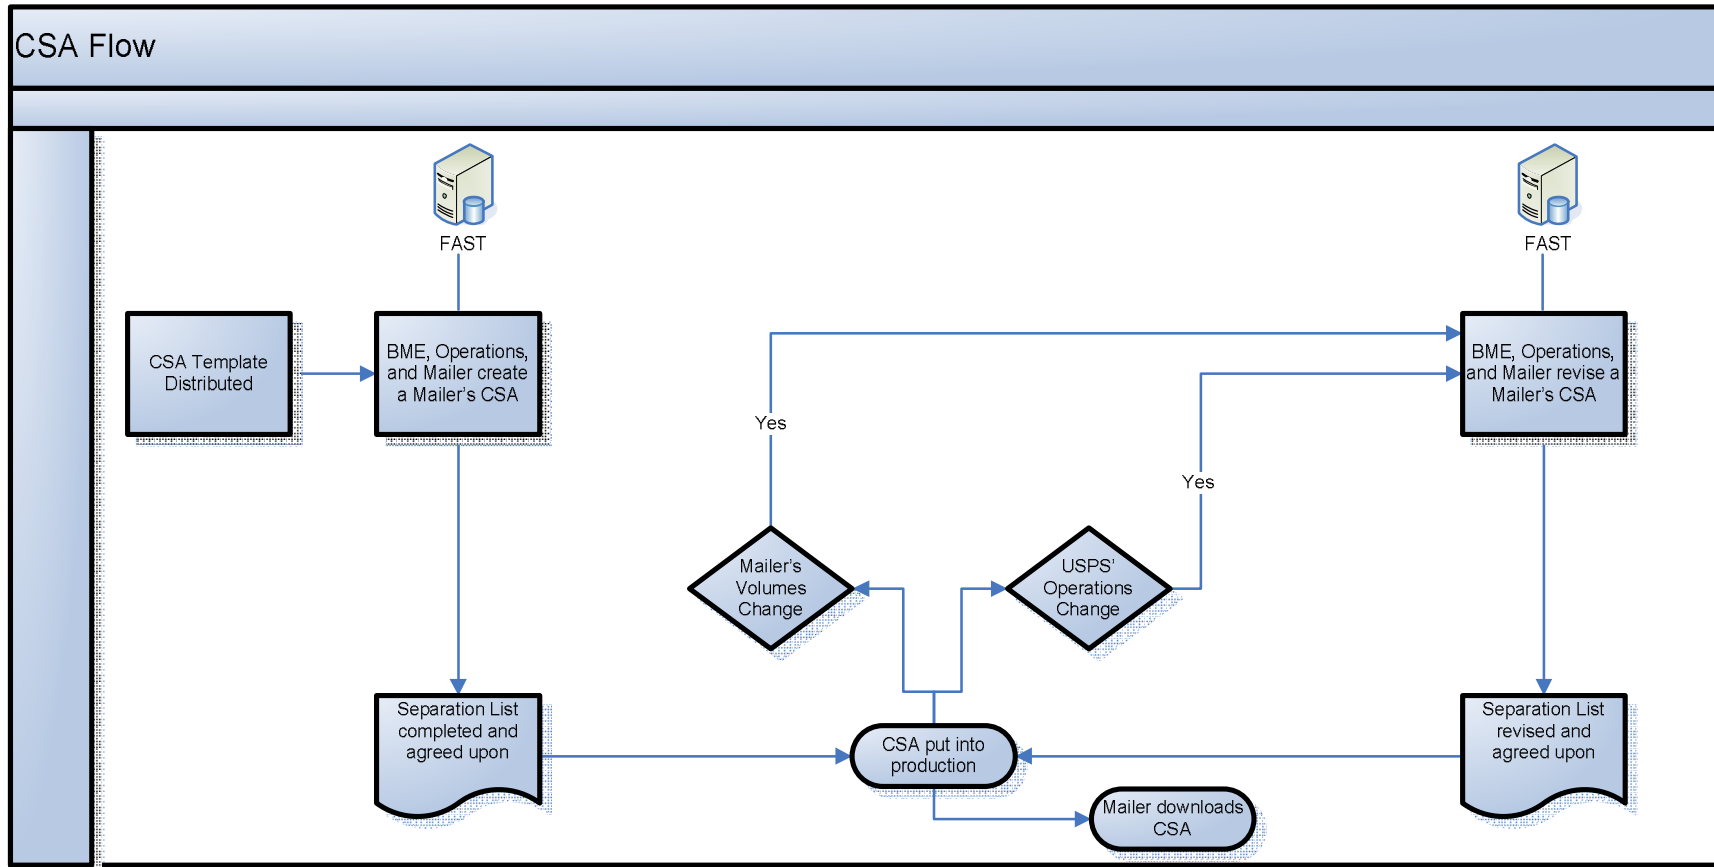 CSA Flow
FAST
FAST
CSA Template
Distributed
BME, Operations,
and Mailer create
a Mailer's CSA
BME, Operations,
and Mailer revise a
Mailer's CSA
Yes
Yes
Mailer's
Volumes
Change
USPS'
Operations
Change
Separation List
completed and
agreed upon
CSA put into
production
Separation List
revised and
agreed upon
Mailer downloads
CSA